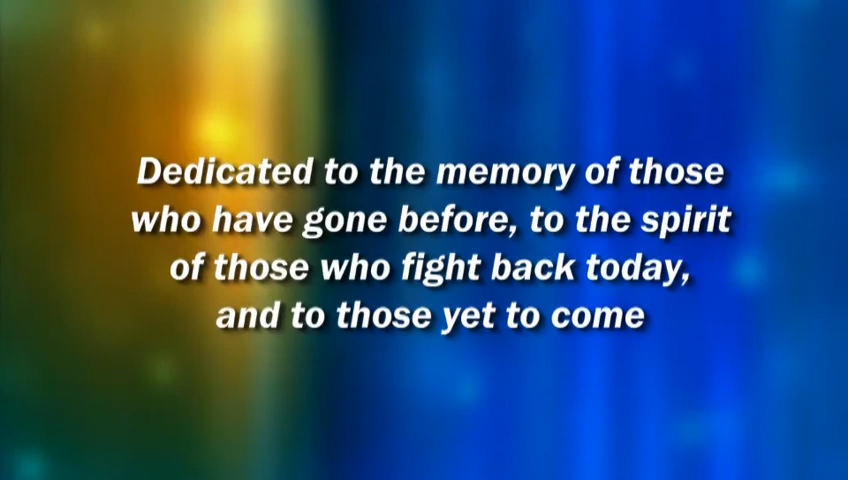 Dedicated to the memory of those
who have gone before, to the spirit
of those who fight back today,
and to those yet to come